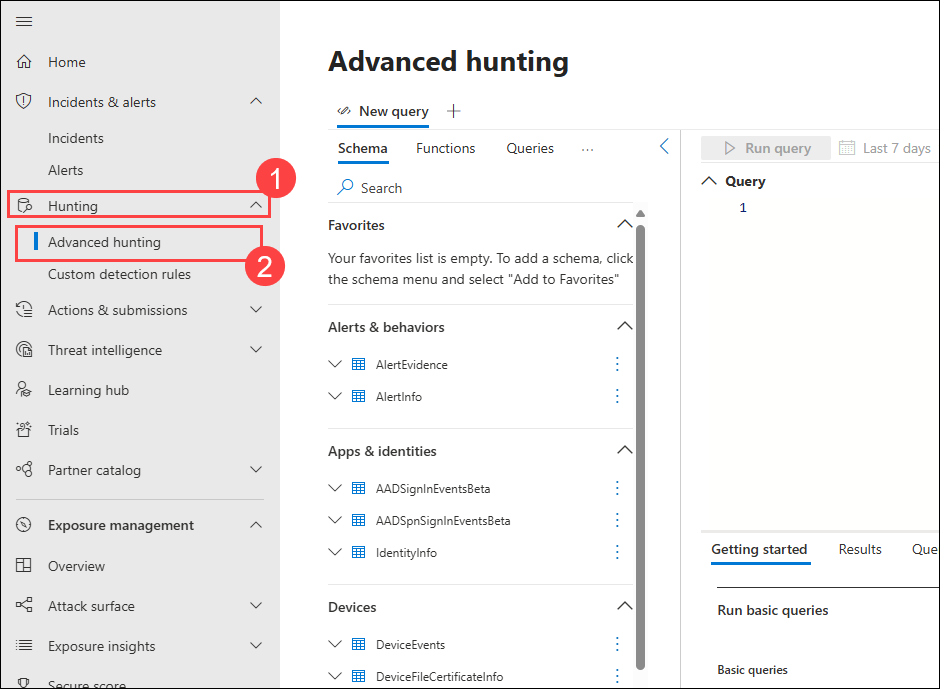 Home
Incidents & alerts
Incidents
Alerts
1
Hunting
Advanced hunting
2
Custom detection rules
Actions & submissions
Threat intelligence
Learning hub
Trials
Partner catalog
Exposure management
Overview
Attack surface
Exposure insights
Secure score
Advanced hunting
New query
Schema Functions Queries ...
Search
Favorites
Your favorites list is empty. To add a schema, click
the schema menu and select "Add to Favorites"
Alerts & behaviors
AlertEvidence
AlertInfo
Apps & identities
AADSignInEventsBeta
AADSpnSignInEventsBeta
IdentityInfo
Devices
DeviceEvents
DeviceFileCertificateInfo
Run query Last 7 days
Query
1
Getting started Results Que
Run basic queries
Basic queries